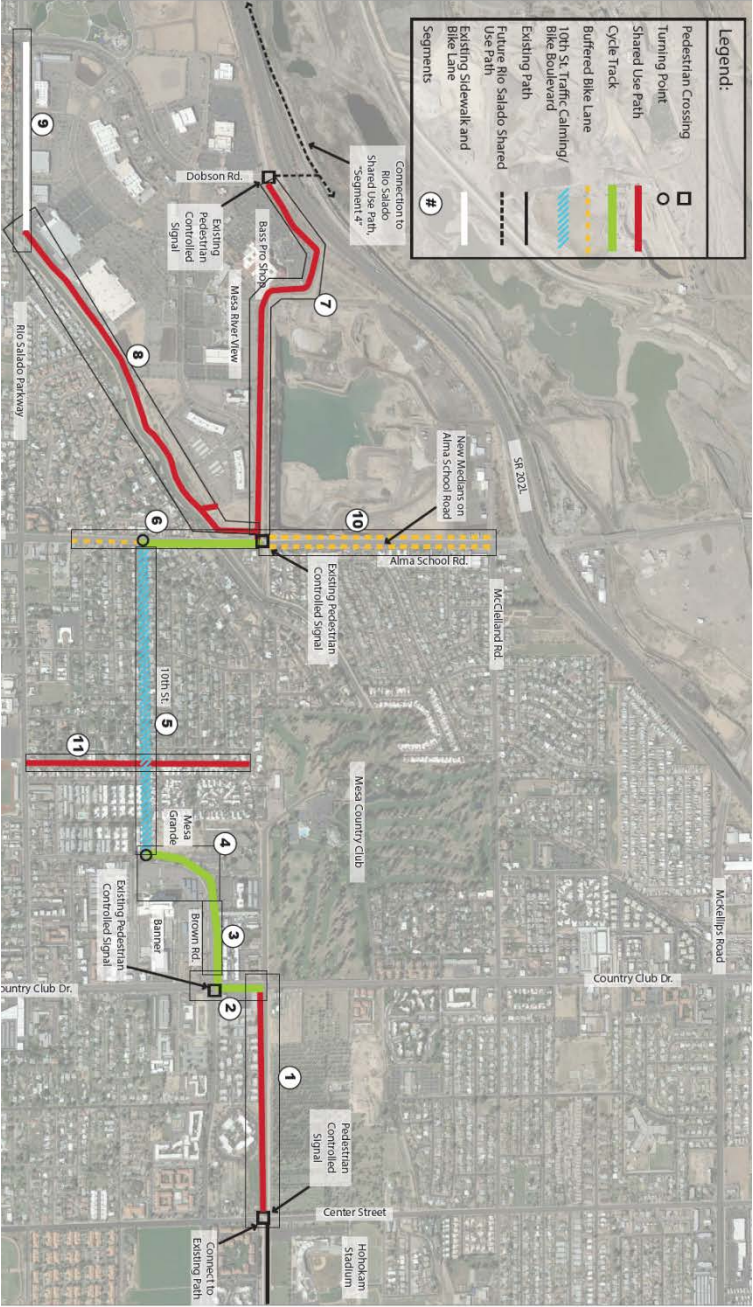 Legend:
Pedestrian Crossing
Turning Point
Shared Use Path
Cycle Track
Buffered Bike Lane
10th St. Traffic Calming/
Bike Boulevard
Existing Path
Future Rio Salado Shared
Use Path
Existing Sidewalk and
Bike Lane
Segments
#
Connection to
Rio Salado
Shared Use Path,
"Segment 4"
Dobson Rd.
Existing
Pedestrian
Controlled
Signal
Bass Pro Shop
Mesa River View
7
8
9
Rio Salado Parkway
SR 202L
New Medians on
Alma School Road
10
Alma School Rd.
McClelland Rd.
Existing Pedestrian
Controlled Signal
6
10th St.
5
11
Mesa Country Club
Mesa
Grande
4
Banner
Brown Rd.
3
Existing Pedestrian
Controlled Signal
2
McKellips Road
Country Club Dr.
ountry Club Dr.
1
Pedestrian
Controlled
Signal
Center Street
Connect to
Existing Path
Hohokam
Stadium